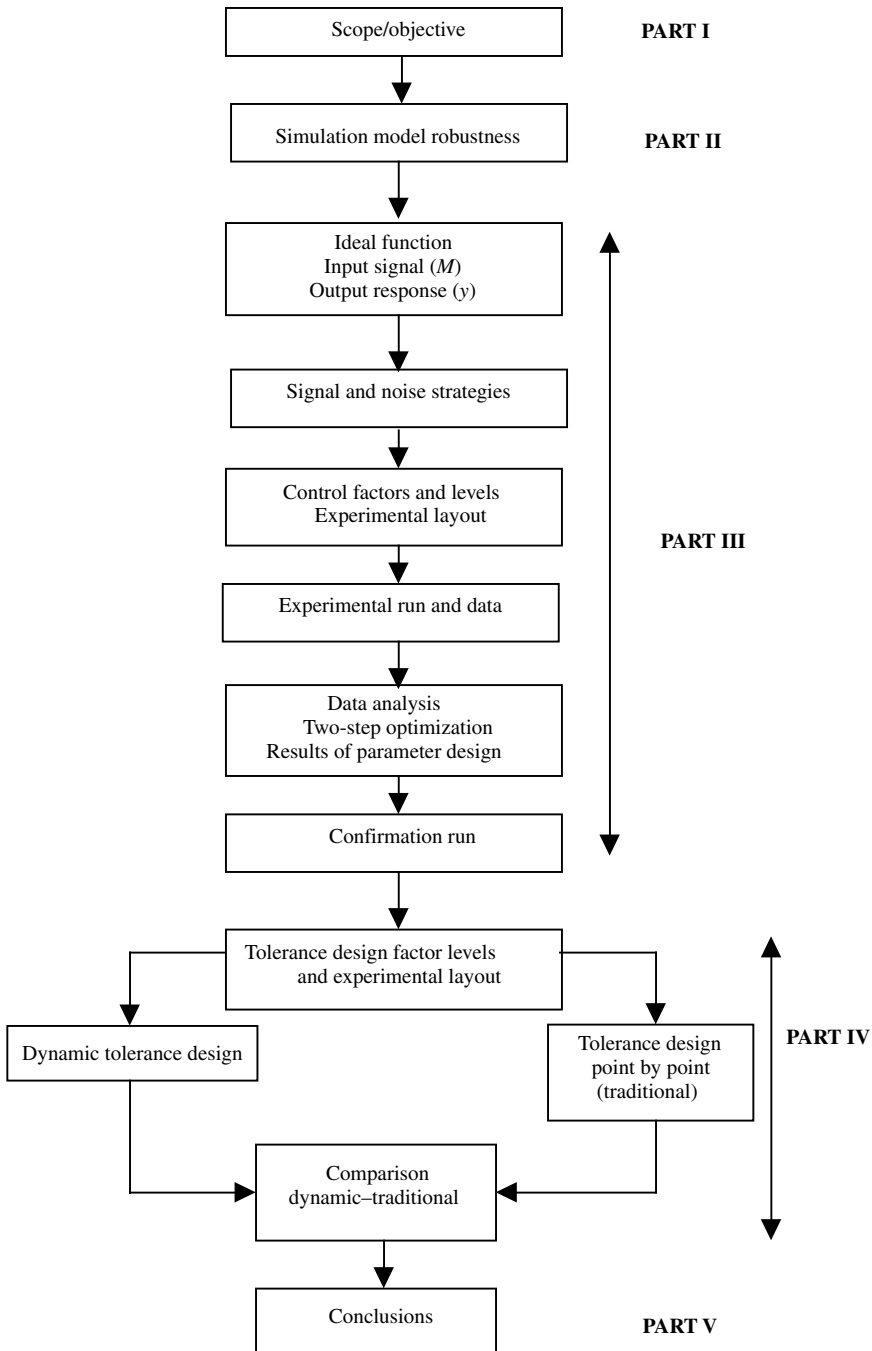 Scope/objective
PART I
Simulation model robustness
PART II
Ideal function
Input signal (M)
Output response (y)
Signal and noise strategies
Control factors and levels
Experimental layout
PART III
Experimental run and data
Data analysis
Two-step optimization
Results of parameter design
Confirmation run
Tolerance design factor levels
and experimental layout
Dynamic tolerance design
Tolerance design
point by point
(traditional)
PART IV
Comparison
dynamic–traditional
Conclusions
PART V